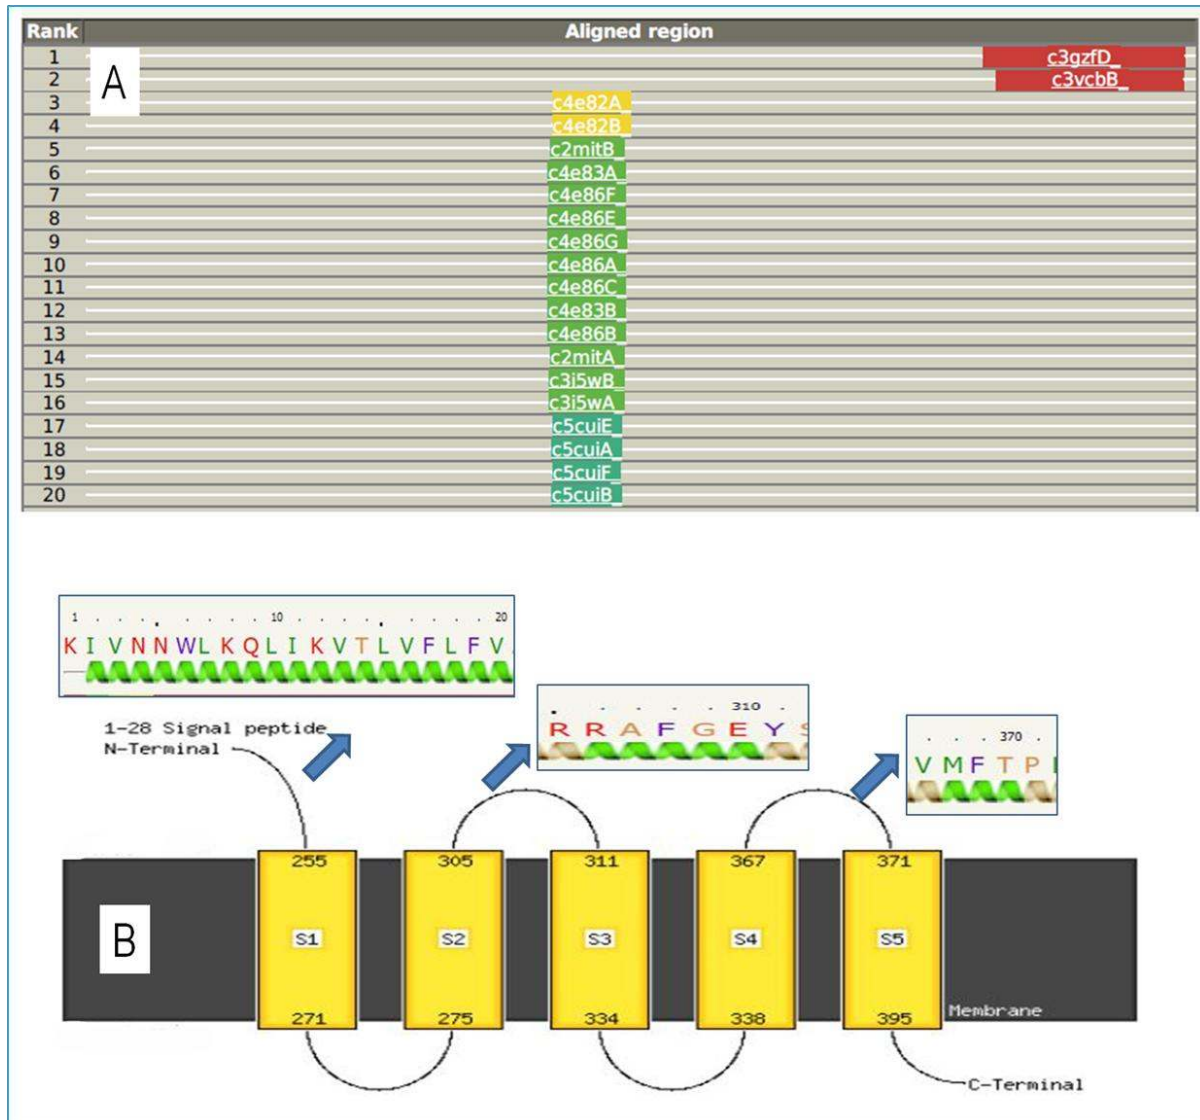 Rank Aligned region
A
1 c3gzfD_
2 c3vcbB_
3 c4e82A_
4 c4e82B_
5 c2mitB_
6 c4e83A_
7 c4e86F_
8 c4e86E_
9 c4e86G_
10 c4e86A_
11 c4e86C_
12 c4e83B_
13 c4e86B_
14 c2mitA_
15 c3i5wB_
16 c3i5wA_
17 c5cuiE_
18 c5cuiA_
19 c5cuiF_
20 c5cuiB_
1 . . . . . . . . 10 . . . . . . . . . 20
K I V N N W L K Q L I K V T L V F L F V
. . . . . 310 .
R R A F G E Y S
. . . 370 .
V M F T P
1-28 Signal peptide
N-Terminal
255 305 311 367 371
B
S1 S2 S3 S4 S5
271 275 334 338 395
Membrane
C-Terminal